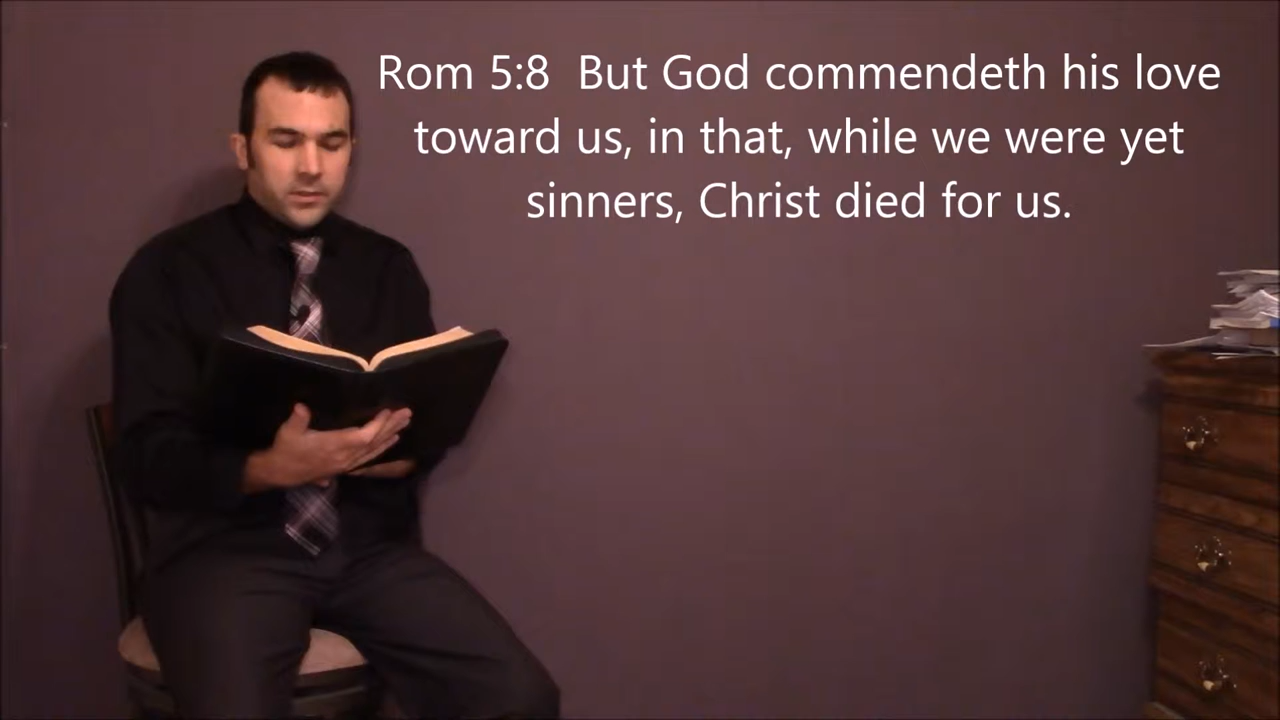 Rom 5:8  But God commendeth his love
toward us, in that, while we were yet
sinners, Christ died for us.